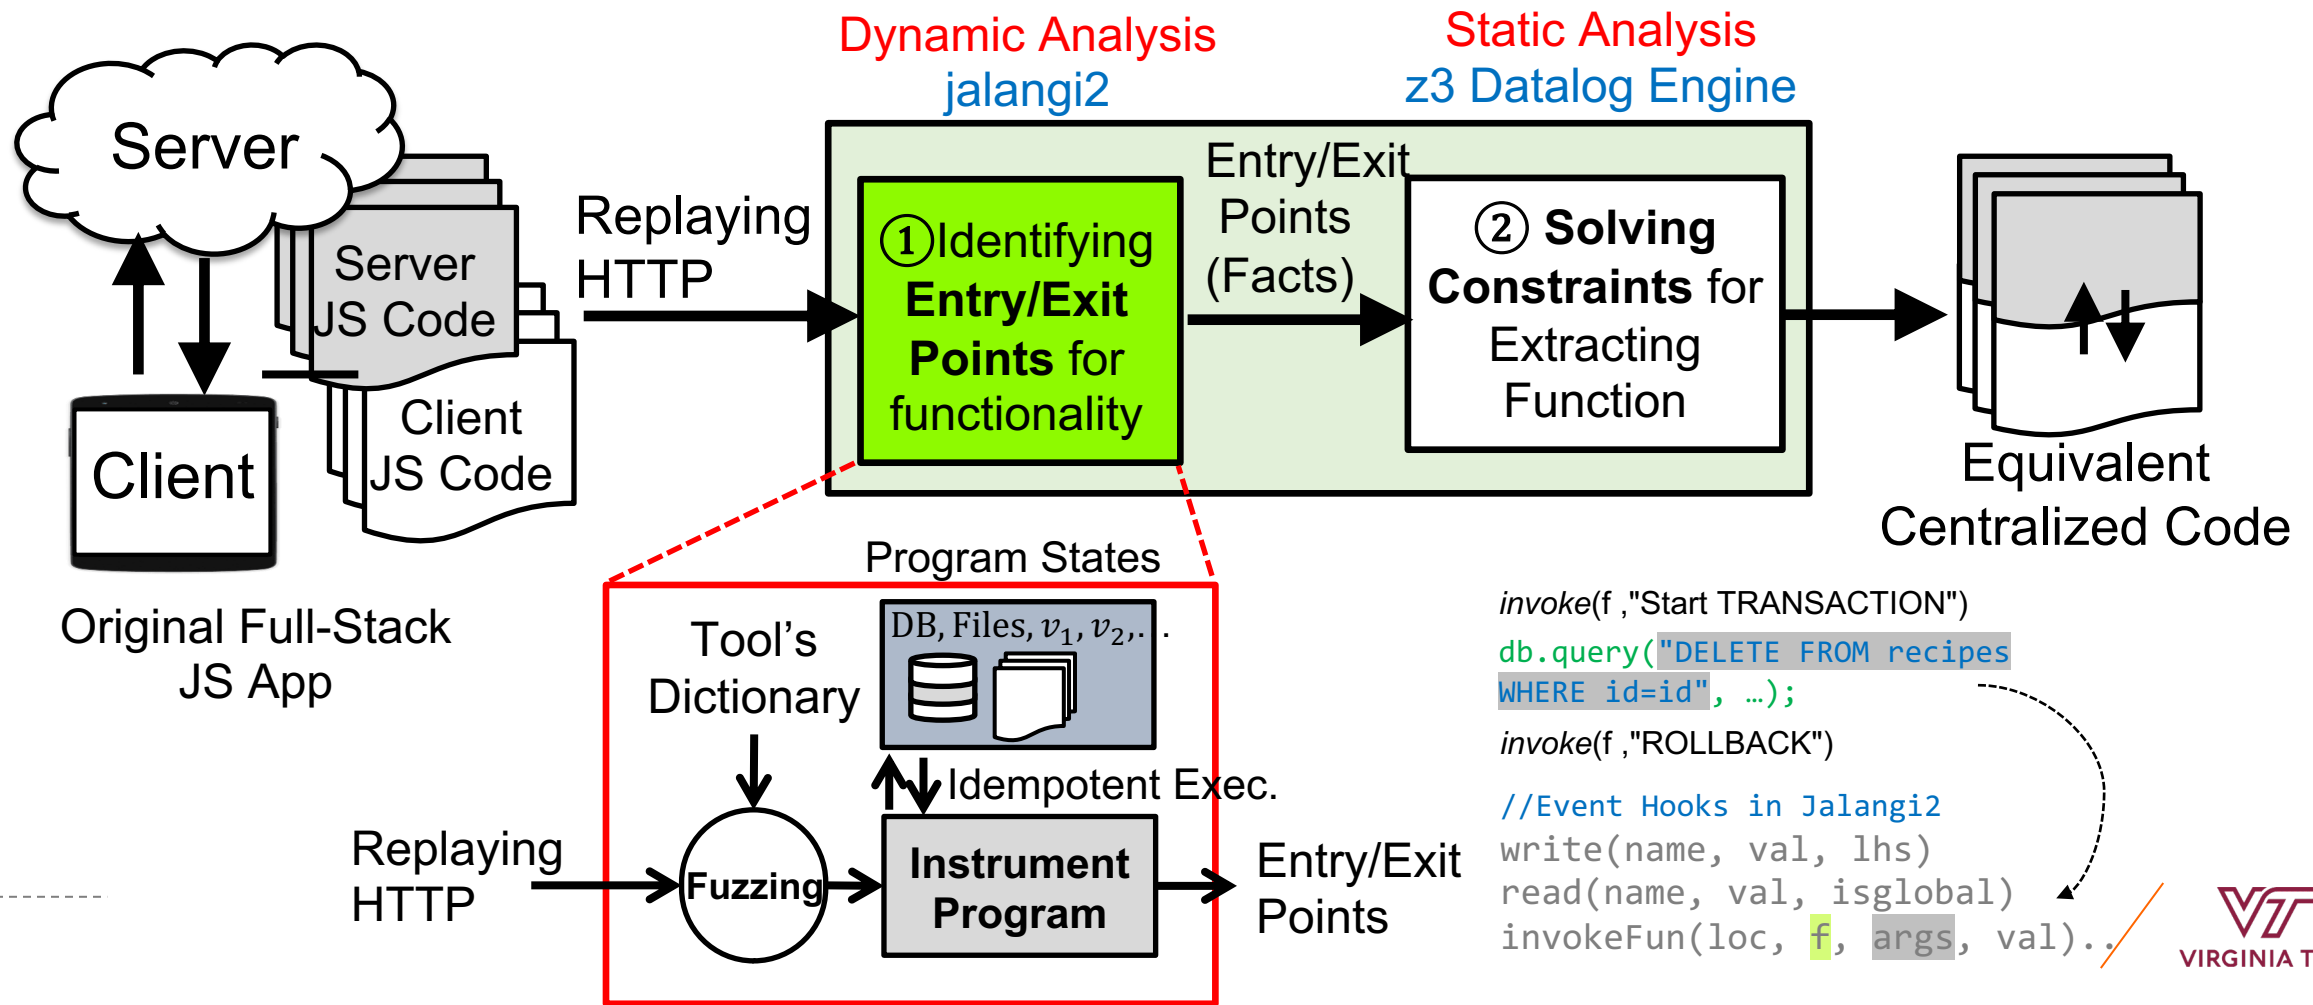 Dynamic Analysis
jalangi2
Static Analysis
z3 Datalog Engine
Server
Server
JS Code
Client
JS Code
Client
Original Full-Stack
JS App
Replaying
HTTP
①Identifying
Entry/Exit
Points for
functionality
Entry/Exit
Points
(Facts)
② Solving
Constraints for
Extracting
Function
Equivalent
Centralized Code
Program States
DB, Files, v1, v2,...
Tool's
Dictionary
Idempotent Exec.
Replaying
HTTP
Fuzzing
Instrument
Program
Entry/Exit
Points
invoke(f ,"Start TRANSACTION")
db.query("DELETE FROM recipes
WHERE id=id", …);
invoke(f ,"ROLLBACK")
//Event Hooks in Jalangi2
write(name, val, lhs)
read(name, val, isglobal)
invokeFun(loc, f, args, val)..
VT
VIRGINIA T